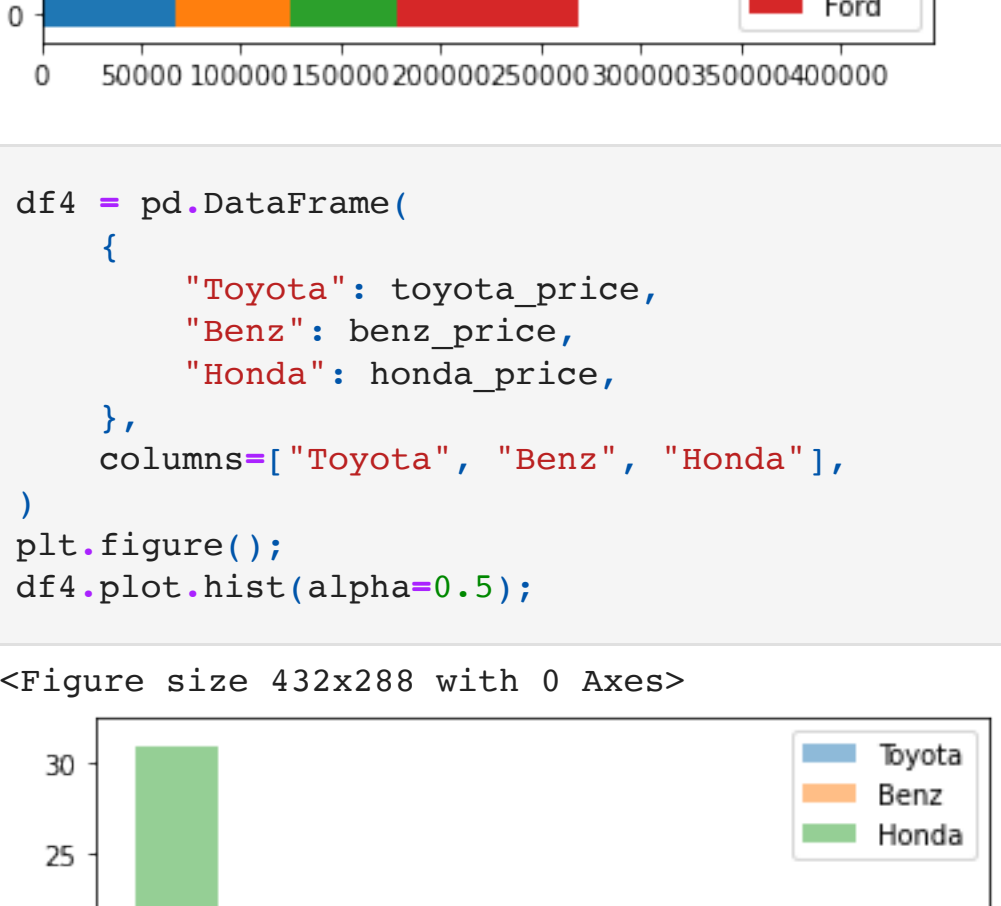 Ford
0
0 50000 100000 150000 200000 250000 300000 350000 400000
df4 = pd.DataFrame(
    {
        "Toyota": toyota_price,
        "Benz": benz_price,
        "Honda": honda_price,
    },
    columns=["Toyota", "Benz", "Honda"],
)
plt.figure();
df4.plot.hist(alpha=0.5);
<Figure size 432x288 with 0 Axes>
30
25
Toyota
Benz
Honda